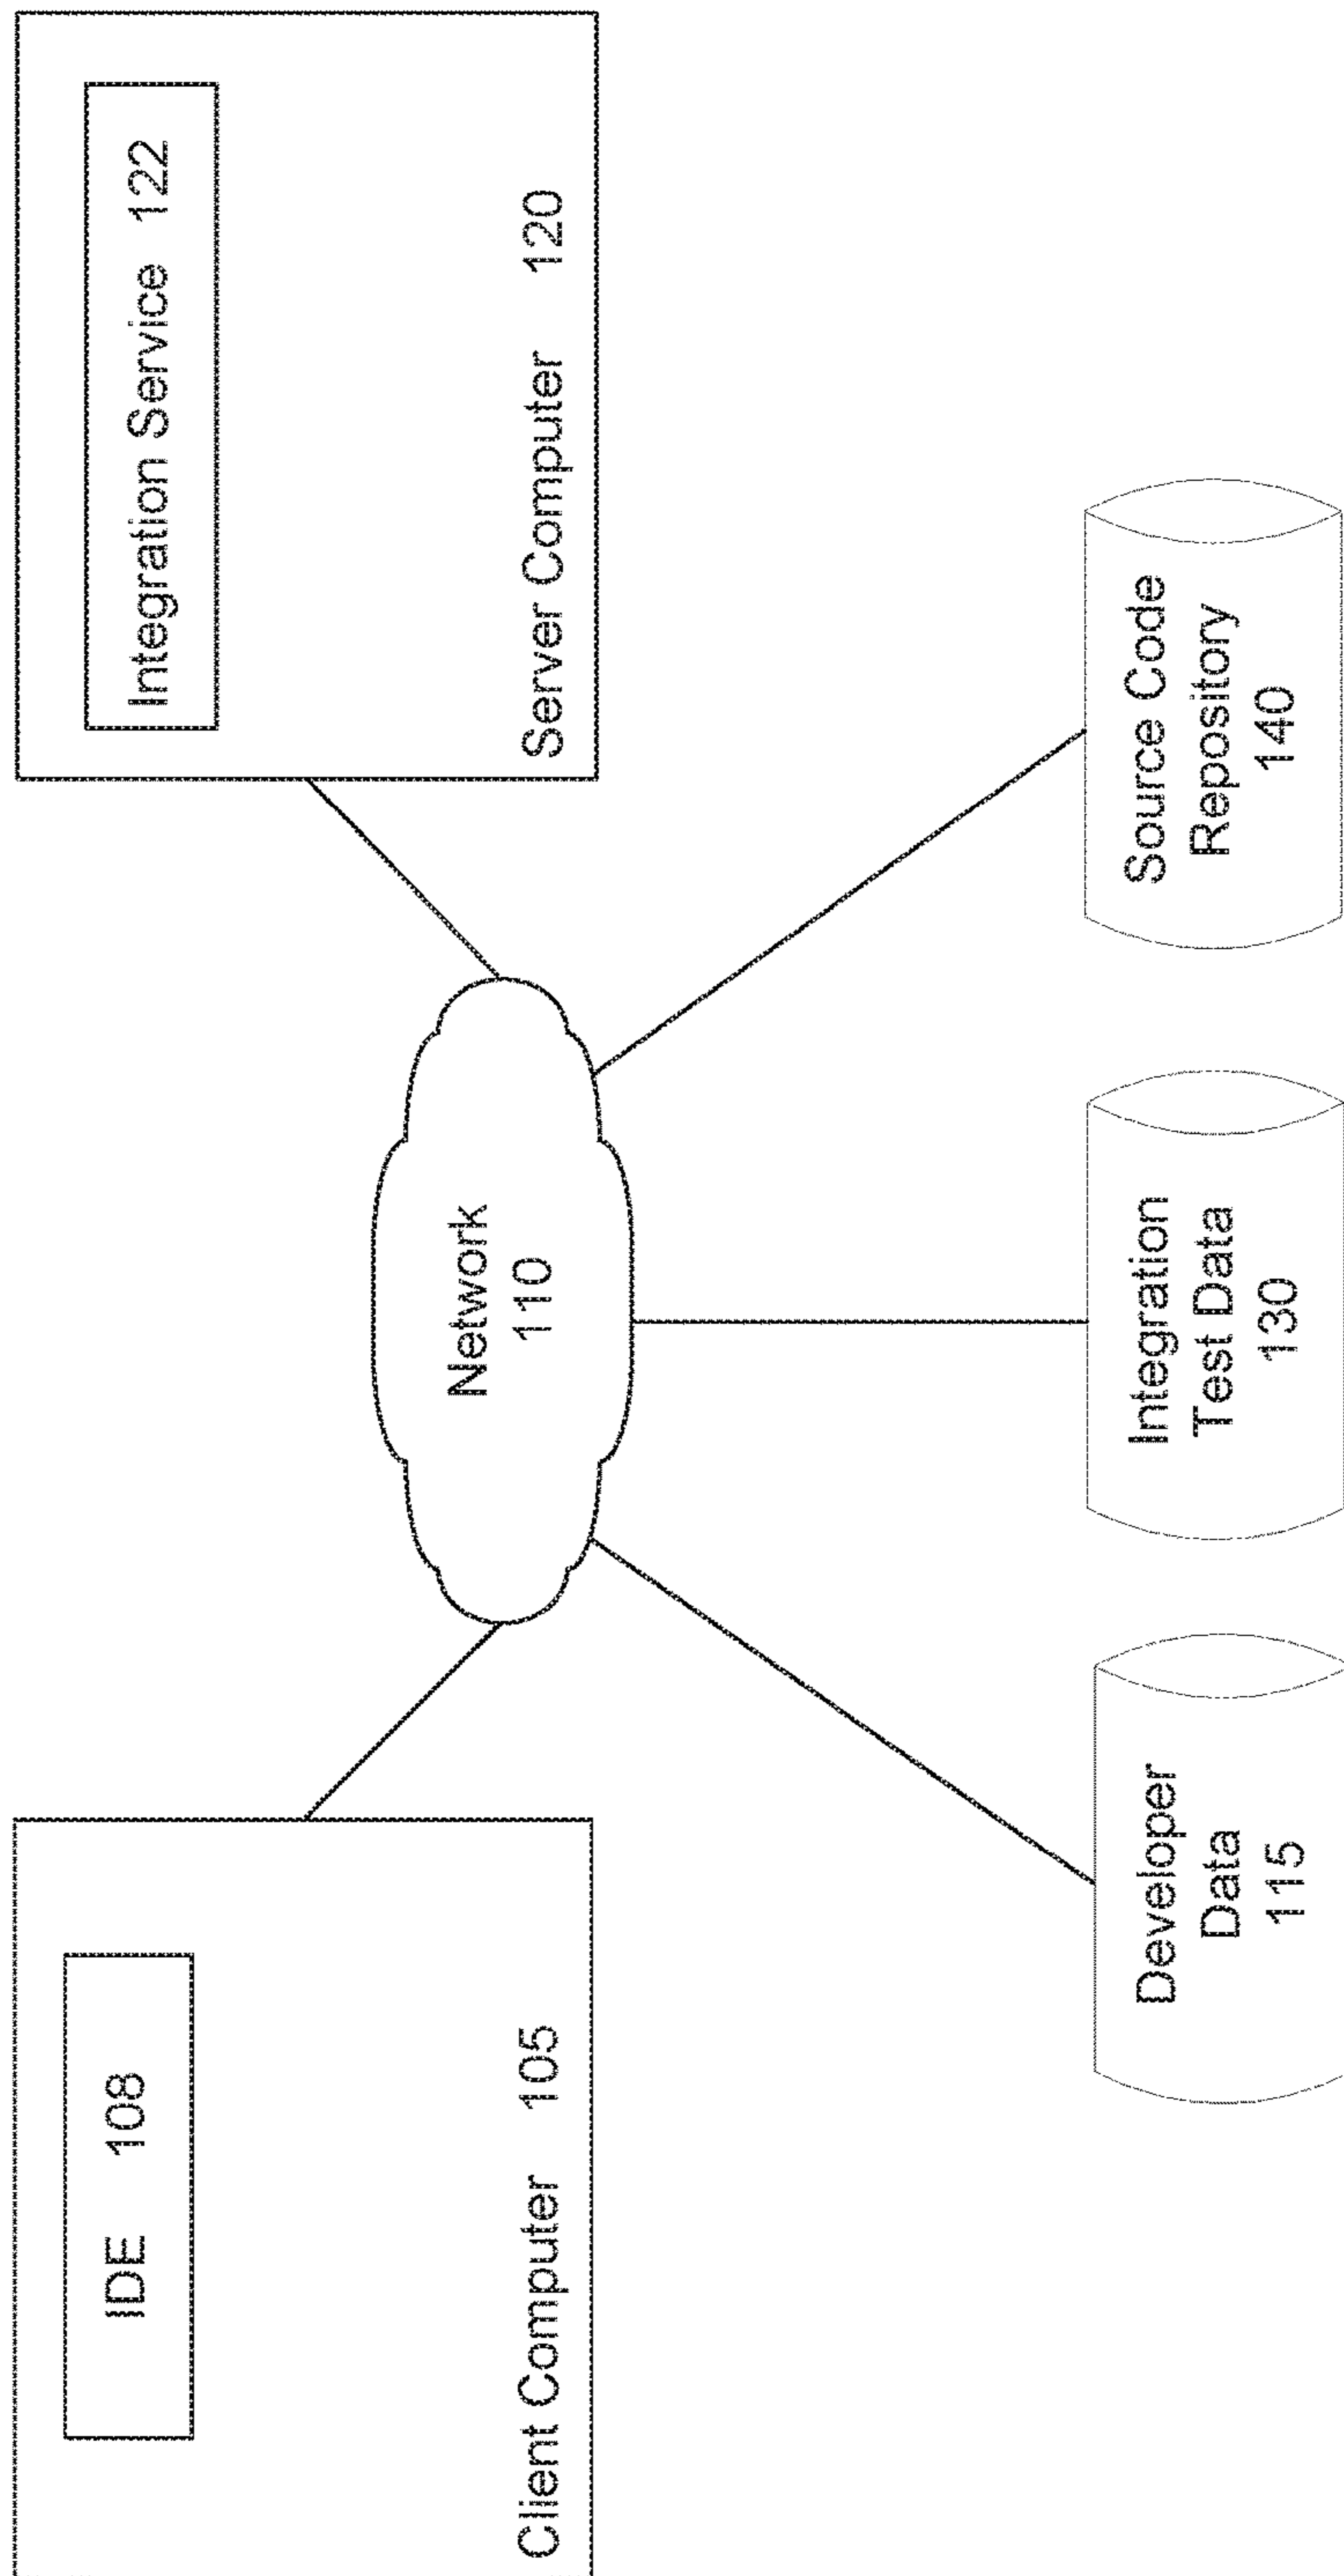 IDE 108
Client Computer 105
Integration Service 122
Server Computer 120
Network
110
Developer
Data
115
Integration
Test Data
130
Source Code
Repository
140